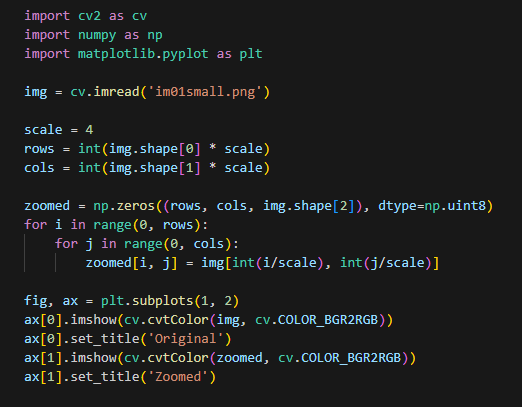 import cv2 as cv
import numpy as np
import matplotlib.pyplot as plt

img = cv.imread('im01small.png')

scale = 4
rows = int(img.shape[0] * scale)
cols = int(img.shape[1] * scale)

zoomed = np.zeros((rows, cols, img.shape[2]), dtype=np.uint8)
for i in range(0, rows):
    for j in range(0, cols):
        zoomed[i, j] = img[int(i/scale), int(j/scale)]

fig, ax = plt.subplots(1, 2)
ax[0].imshow(cv.cvtColor(img, cv.COLOR_BGR2RGB))
ax[0].set_title('Original')
ax[1].imshow(cv.cvtColor(zoomed, cv.COLOR_BGR2RGB))
ax[1].set_title('Zoomed')